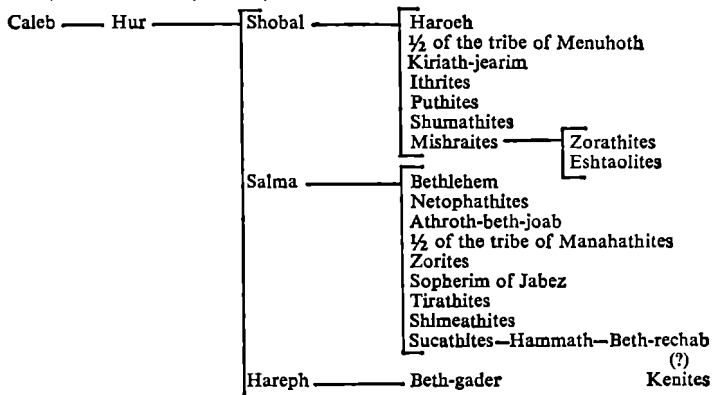 Caleb — Hur — Shobal — Haroeh
½ of the tribe of Menuhoth
Kiriath-jearim
Ithrites
Puthites
Shumathites
Mishraites — Zorathites
Eshtaolites
Salma — Bethlehem
Netophathites
Athroth-beth-joab
½ of the tribe of Manahathites
Zorites
Sopherim of Jabez
Tirathites
Shimeathites
Sucathites—Hammath—Beth-rechab
(?)
Hareph — Beth-gader Kenites